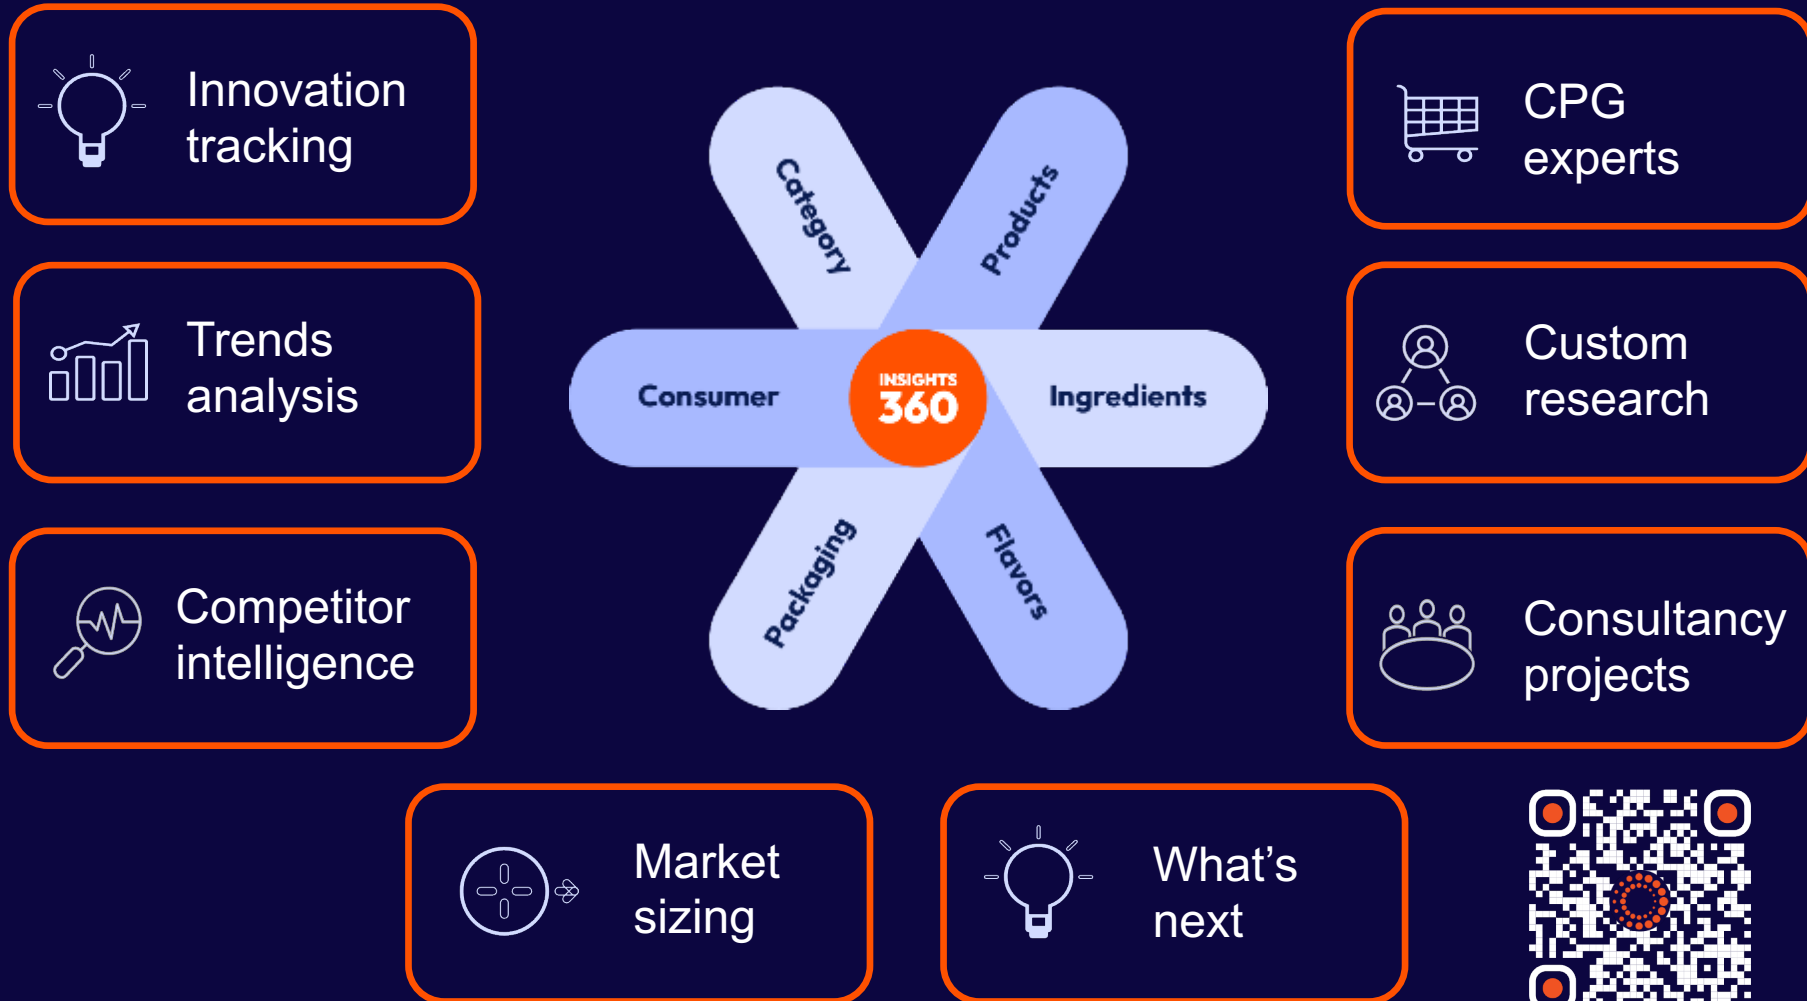 Innovation
tracking
Trends
analysis
Competitor
intelligence
Category
Products
Consumer
INSIGHTS
360
Ingredients
Packaging
Flavors
CPG
experts
Custom
research
Consultancy
projects
Market
sizing
What’s
next